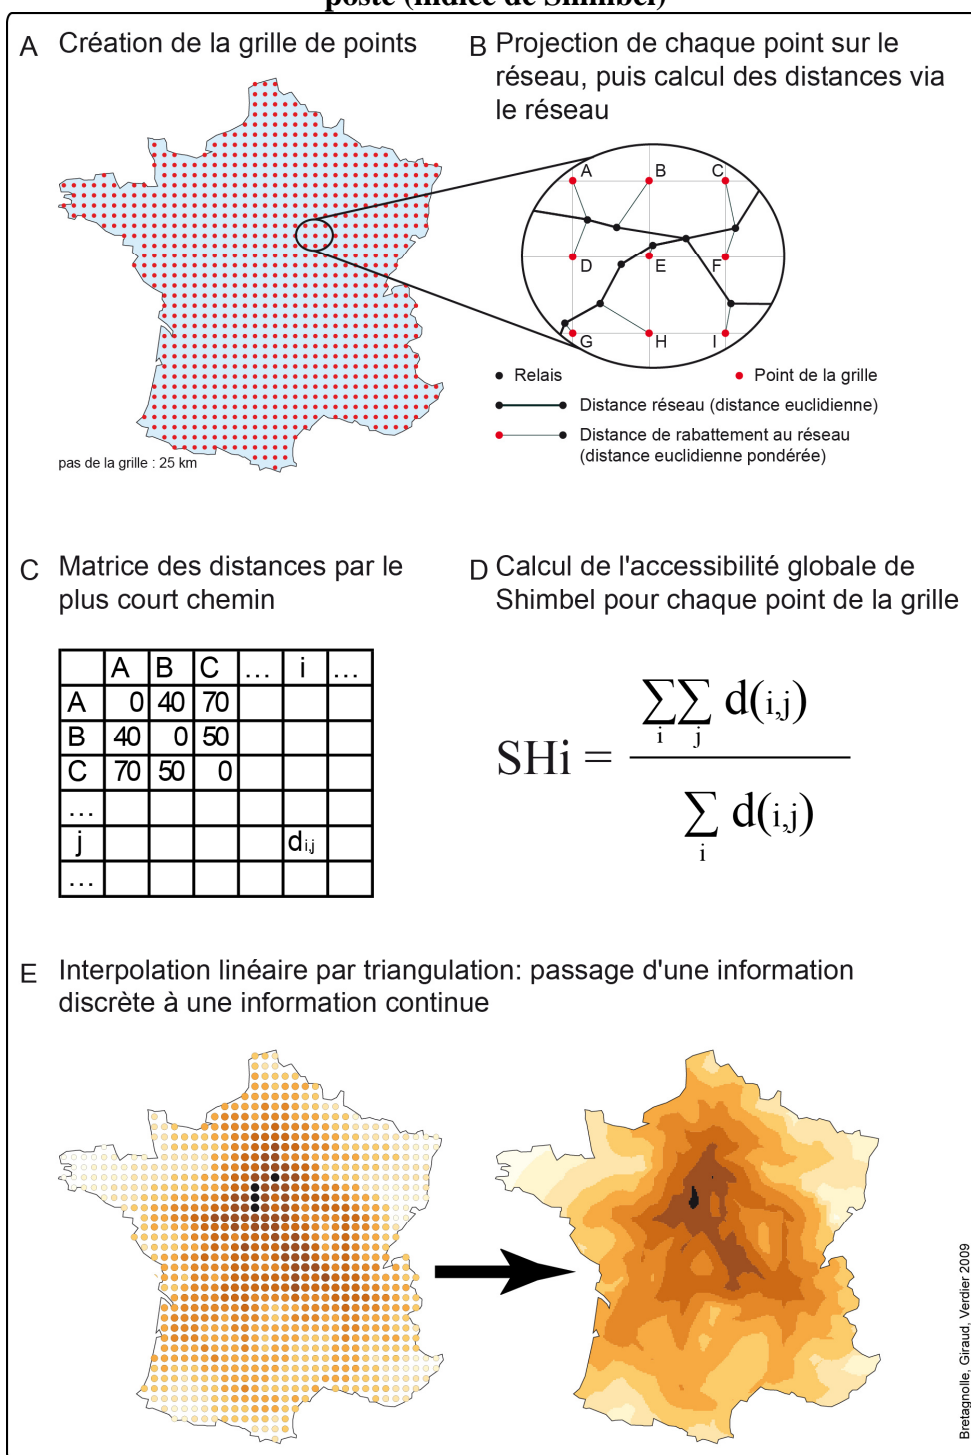 poste (indice de Shimbel)
A Création de la grille de points
B Projection de chaque point sur le
réseau, puis calcul des distances via
le réseau
A B C
D E F
G H I
pas de la grille : 25 km
Relais
Point de la grille
Distance réseau (distance euclidienne)
Distance de rabattement au réseau
(distance euclidienne pondérée)
C Matrice des distances par le
plus court chemin
A B C ... i ...
A 0 40 70
B 40 0 50
C 70 50 0
...
j di,j
...
D Calcul de l'accessibilité globale de
Shimbel pour chaque point de la grille
∑∑ d(i,j)
i j
SHi =
∑ d(i,j)
i
E Interpolation linéaire par triangulation: passage d'une information
discrète à une information continue
Bretagnolle, Giraud, Verdier 2009